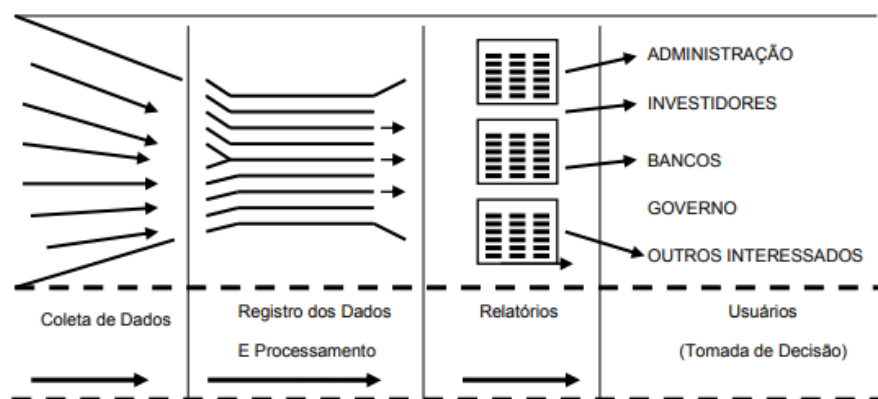 ADMINISTRAÇÃO
INVESTIDORES
BANCOS
GOVERNO
OUTROS INTERESSADOS
Coleta de Dados
Registro dos Dados
E Processamento
Relatórios
Usuários
(Tomada de Decisão)